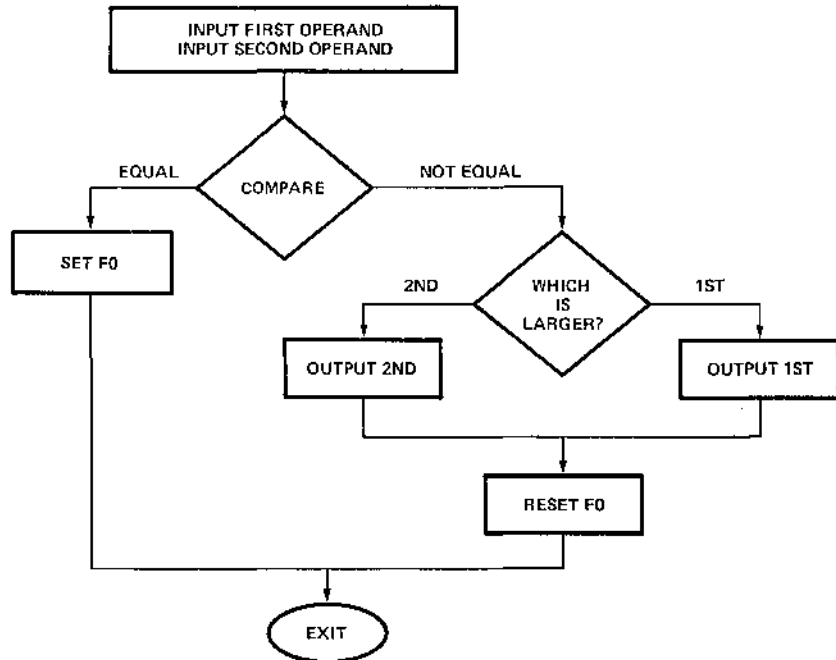 INPUT FIRST OPERAND
INPUT SECOND OPERAND
EQUAL
COMPARE
NOT EQUAL
SET F0
2ND
WHICH
IS
LARGER?
1ST
OUTPUT 2ND
OUTPUT 1ST
RESET F0
EXIT